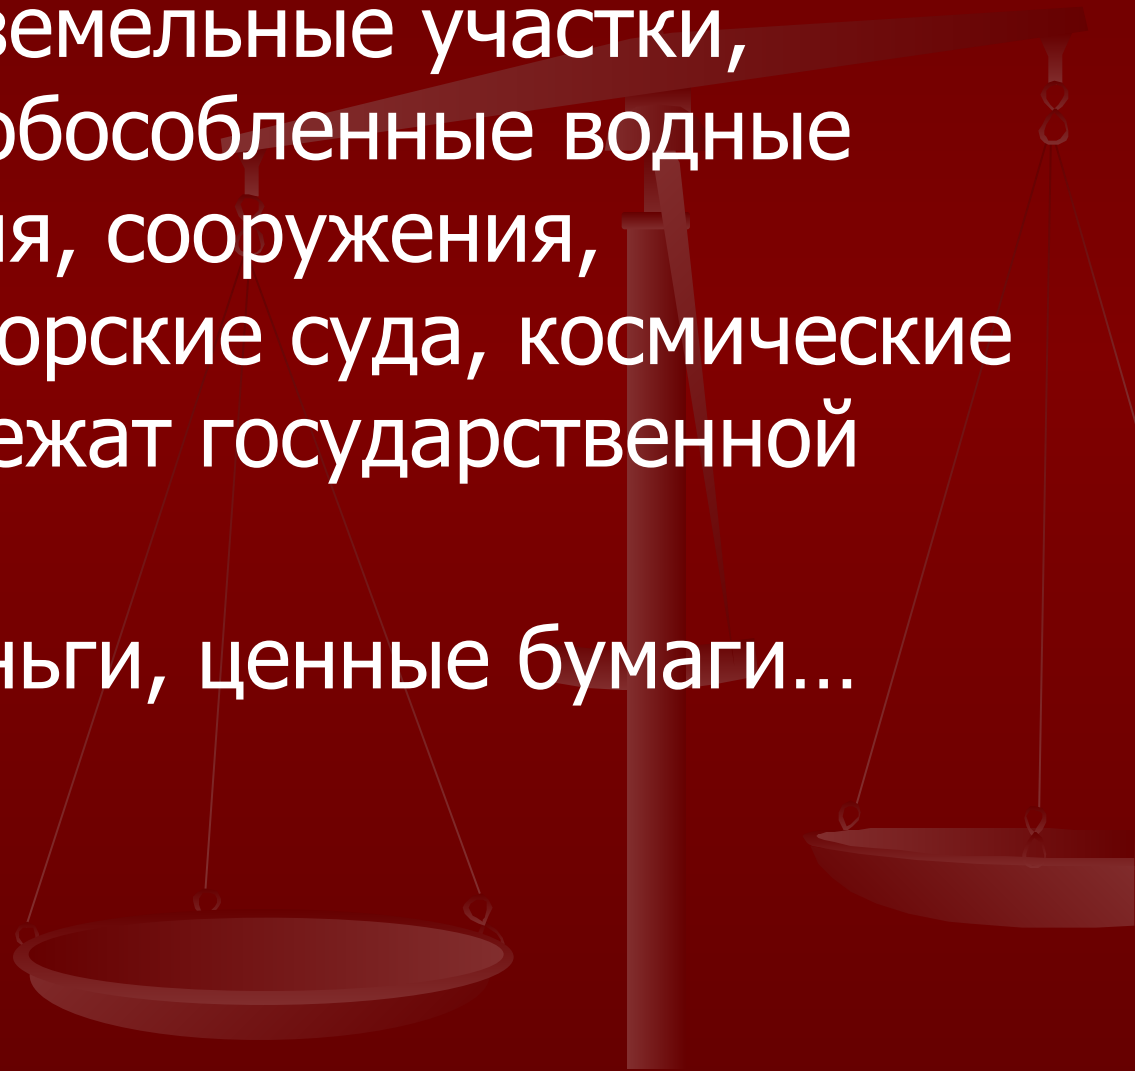 земельные участки,
обособленные водные
ия, сооружения,
орские суда, космические
ежат государственной
ньги, ценные бумаги…